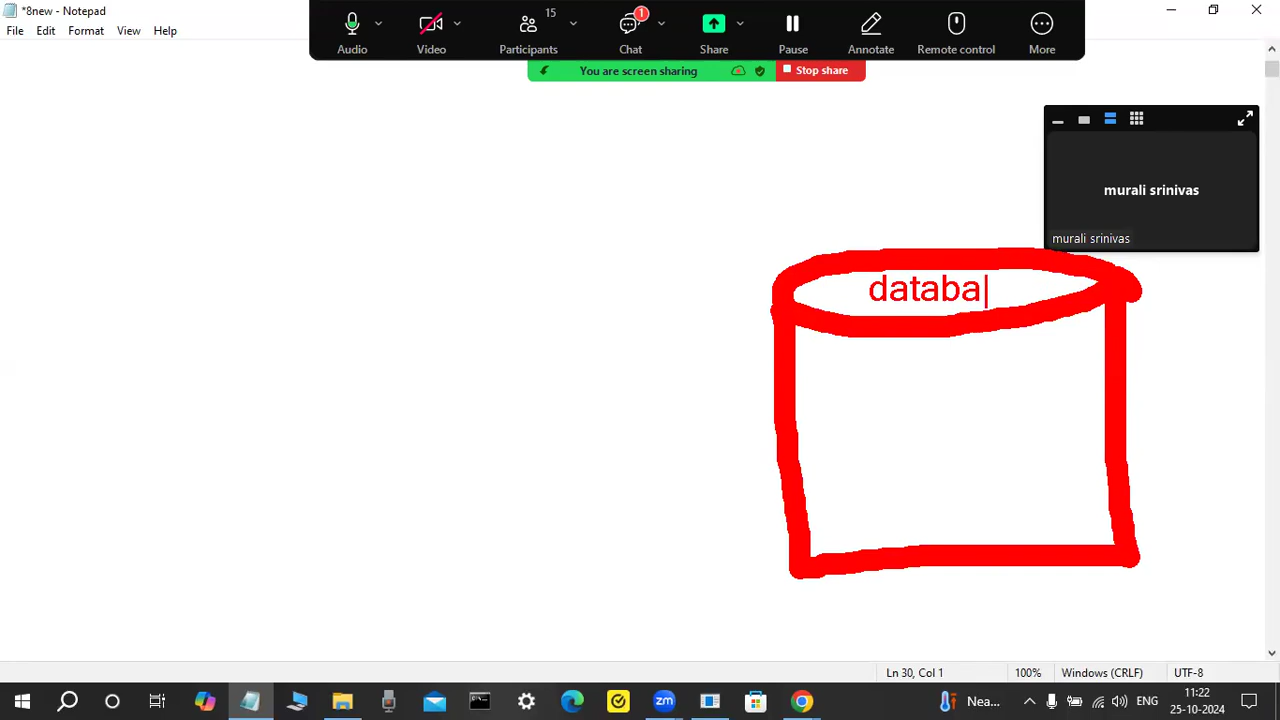 *8new - Notepad
File Edit Format View Help
15
1
Audio Video Participants Chat Share Pause Annotate Remote control More
You are screen sharing Stop share
murali srinivas
murali srinivas
databa
Ln 30, Col 1 100% Windows (CRLF) UTF-8
zm
Nea... ENG
11:22
25-10-2024